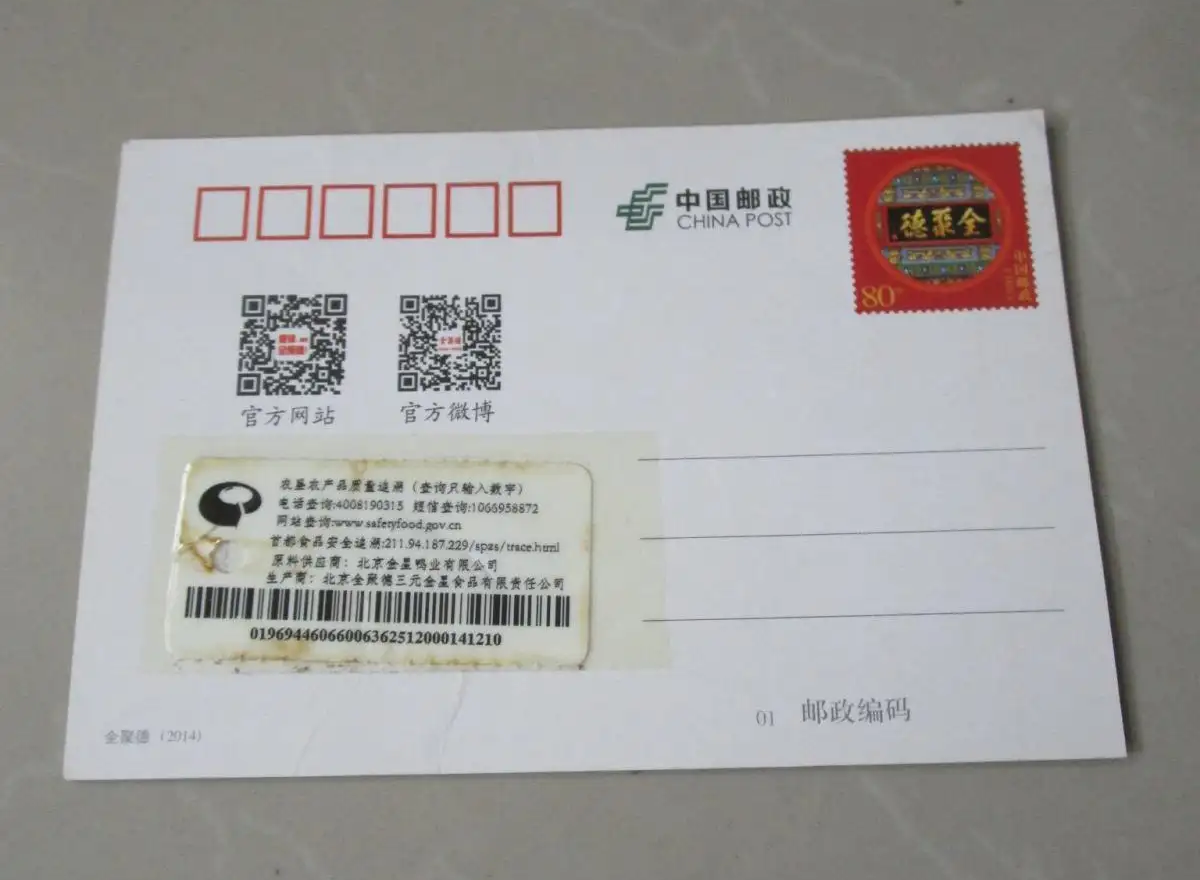 中国邮政
CHINA POST
全聚德
中国邮政
80分
官方网站
官方微博
农垦农产品质量追溯（查询只输入数字）
电话查询:4008190315 短信查询:1066958872
网站查询:www.safetyfood.gov.cn
首都食品安全追溯:211.94.187.229/spzs/trace.html
原料供应商：北京金星鸭业有限公司
生产商：北京全聚德三元金星食品有限责任公司
01969446066006362512000141210
01 邮政编码
全聚德（2014）